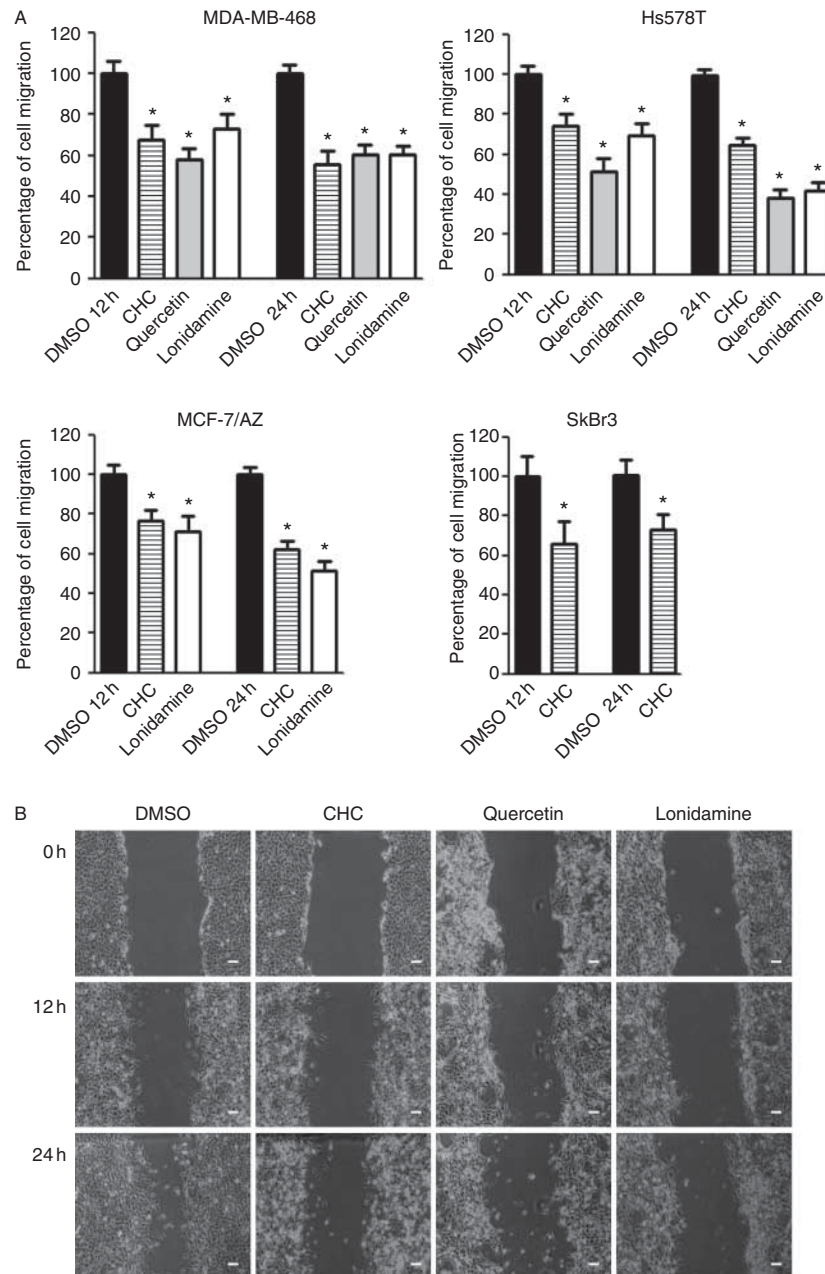 A
MDA-MB-468
Percentage of cell migration
120
100
80
60
40
20
0
* * * * * *
DMSO 12 h
CHC
Quercetin
Lonidamine
DMSO 24 h
CHC
Quercetin
Lonidamine
Hs578T
Percentage of cell migration
120
100
80
60
40
20
0
* * * * * *
DMSO 12 h
CHC
Quercetin
Lonidamine
DMSO 24 h
CHC
Quercetin
Lonidamine
MCF-7/AZ
Percentage of cell migration
120
100
80
60
40
20
0
* * * *
DMSO 12 h
CHC
Lonidamine
DMSO 24 h
CHC
Lonidamine
SkBr3
Percentage of cell migration
120
100
80
60
40
20
0
* *
DMSO 12 h
CHC
DMSO 24 h
CHC
B
DMSO CHC Quercetin Lonidamine
0 h
12 h
24 h